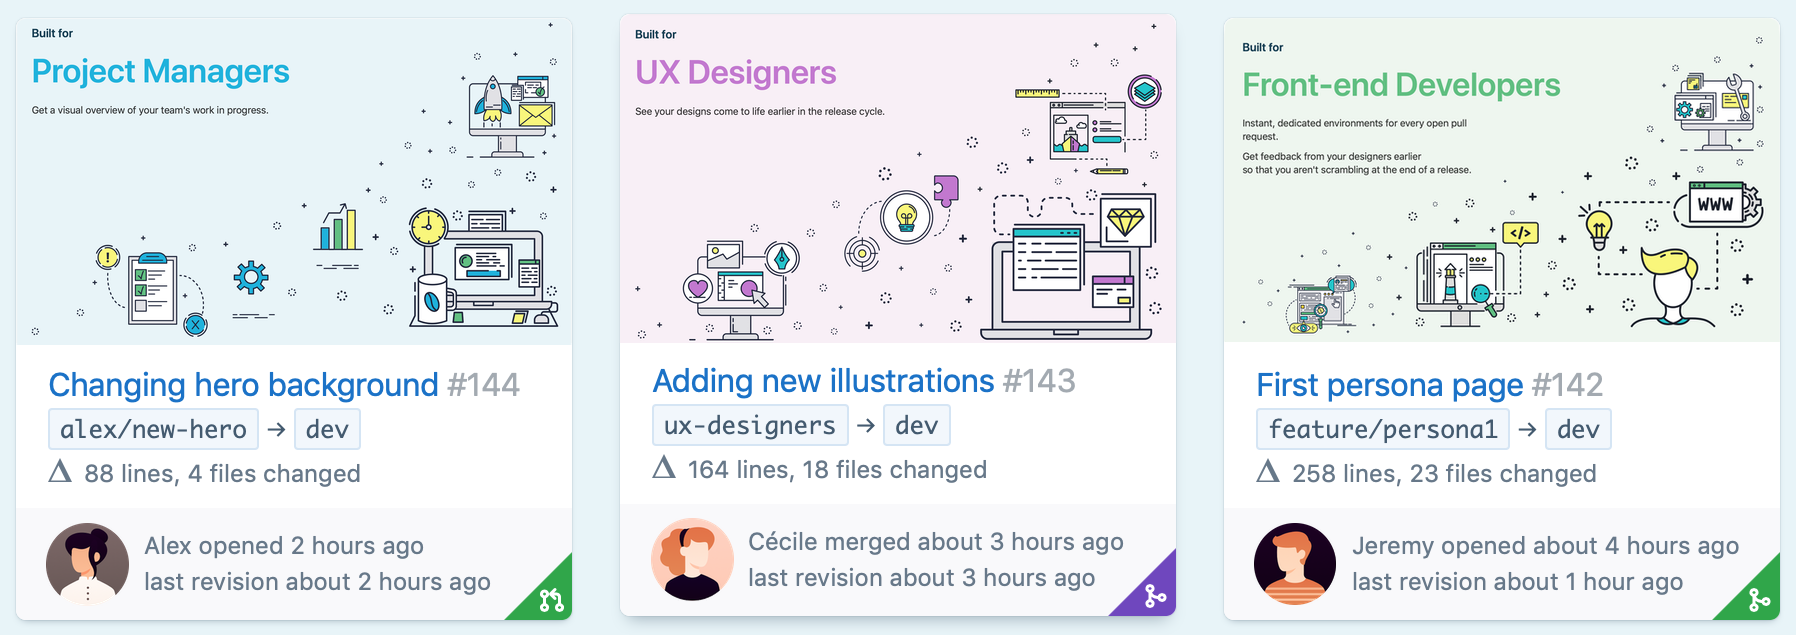 Built for
Project Managers
Get a visual overview of your team's work in progress.
Changing hero background #144
alex/new-hero → dev
88 lines, 4 files changed
Alex opened 2 hours ago
last revision about 2 hours ago
Built for
UX Designers
See your designs come to life earlier in the release cycle.
Adding new illustrations #143
ux-designers → dev
164 lines, 18 files changed
Cécile merged about 3 hours ago
last revision about 3 hours ago
Built for
Front-end Developers
Instant, dedicated environments for every open pull
request.
Get feedback from your designers earlier
so that you aren't scrambling at the end of a release.
</>
WWW
First persona page #142
feature/persona1 → dev
258 lines, 23 files changed
Jeremy opened about 4 hours ago
last revision about 1 hour ago